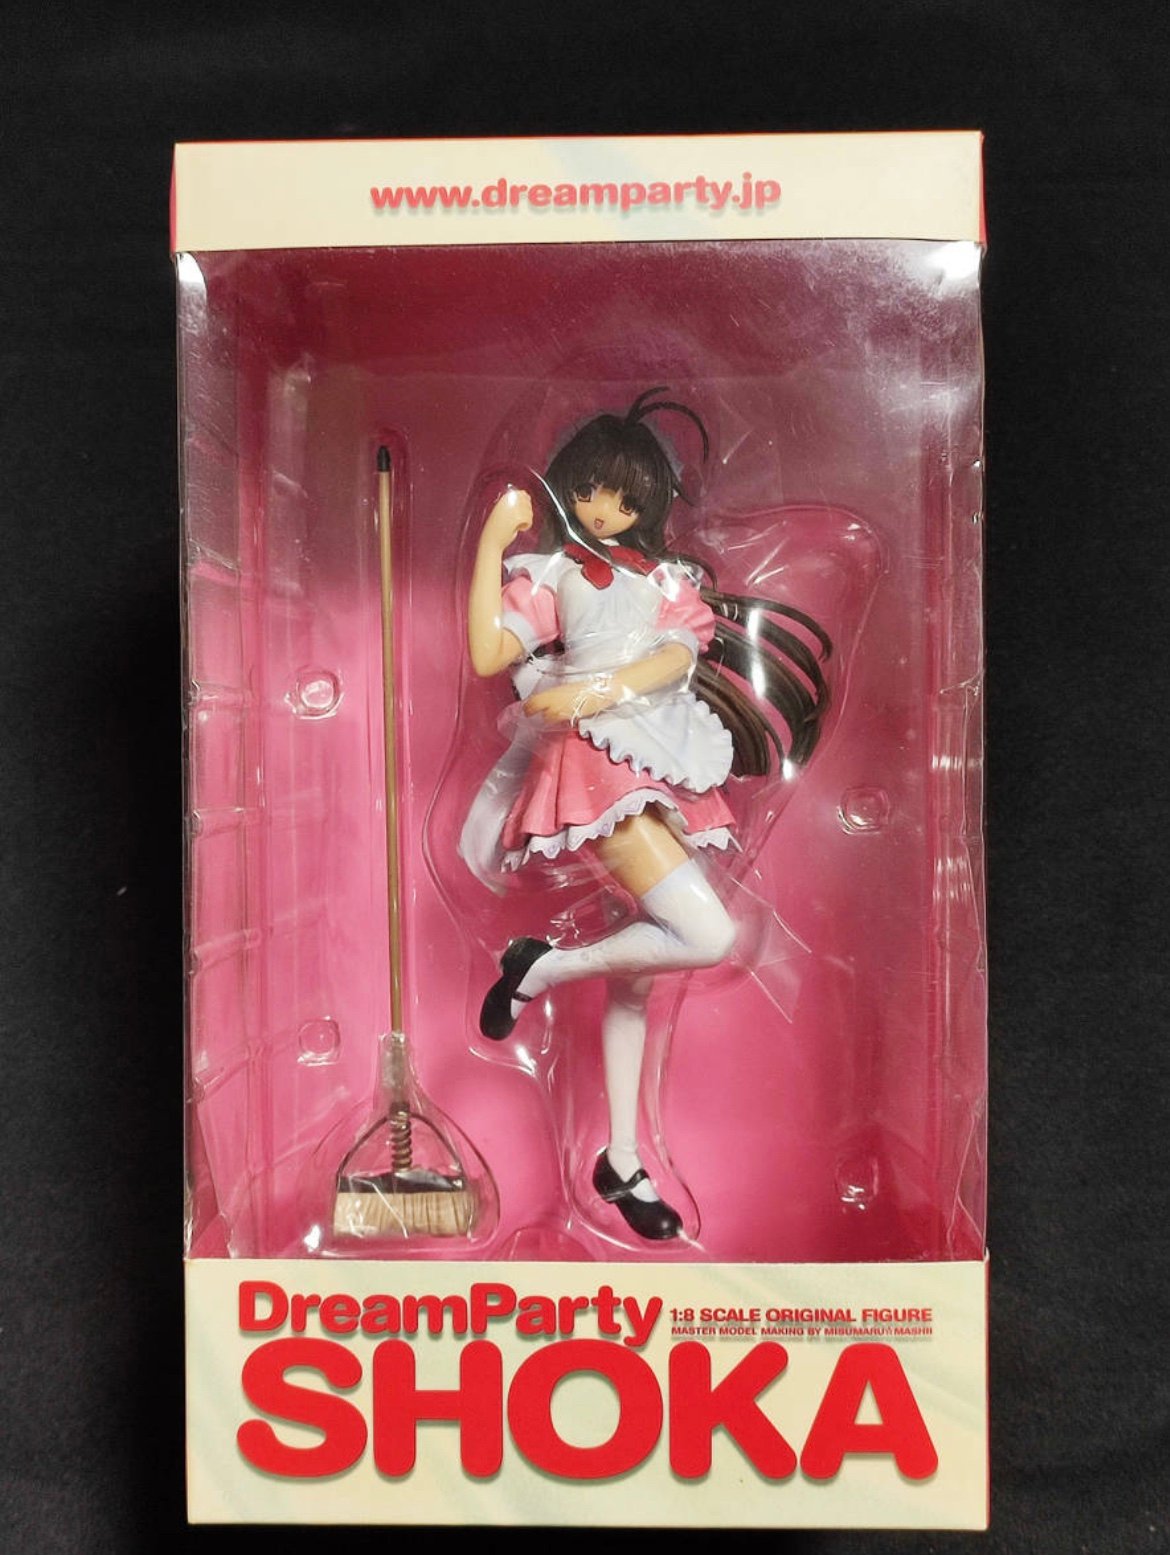 www.dreamparty.jp
DreamParty
1:8 SCALE ORIGINAL FIGURE
MASTER MODEL MAKING BY MISUMARU☆MASHII
SHOKA